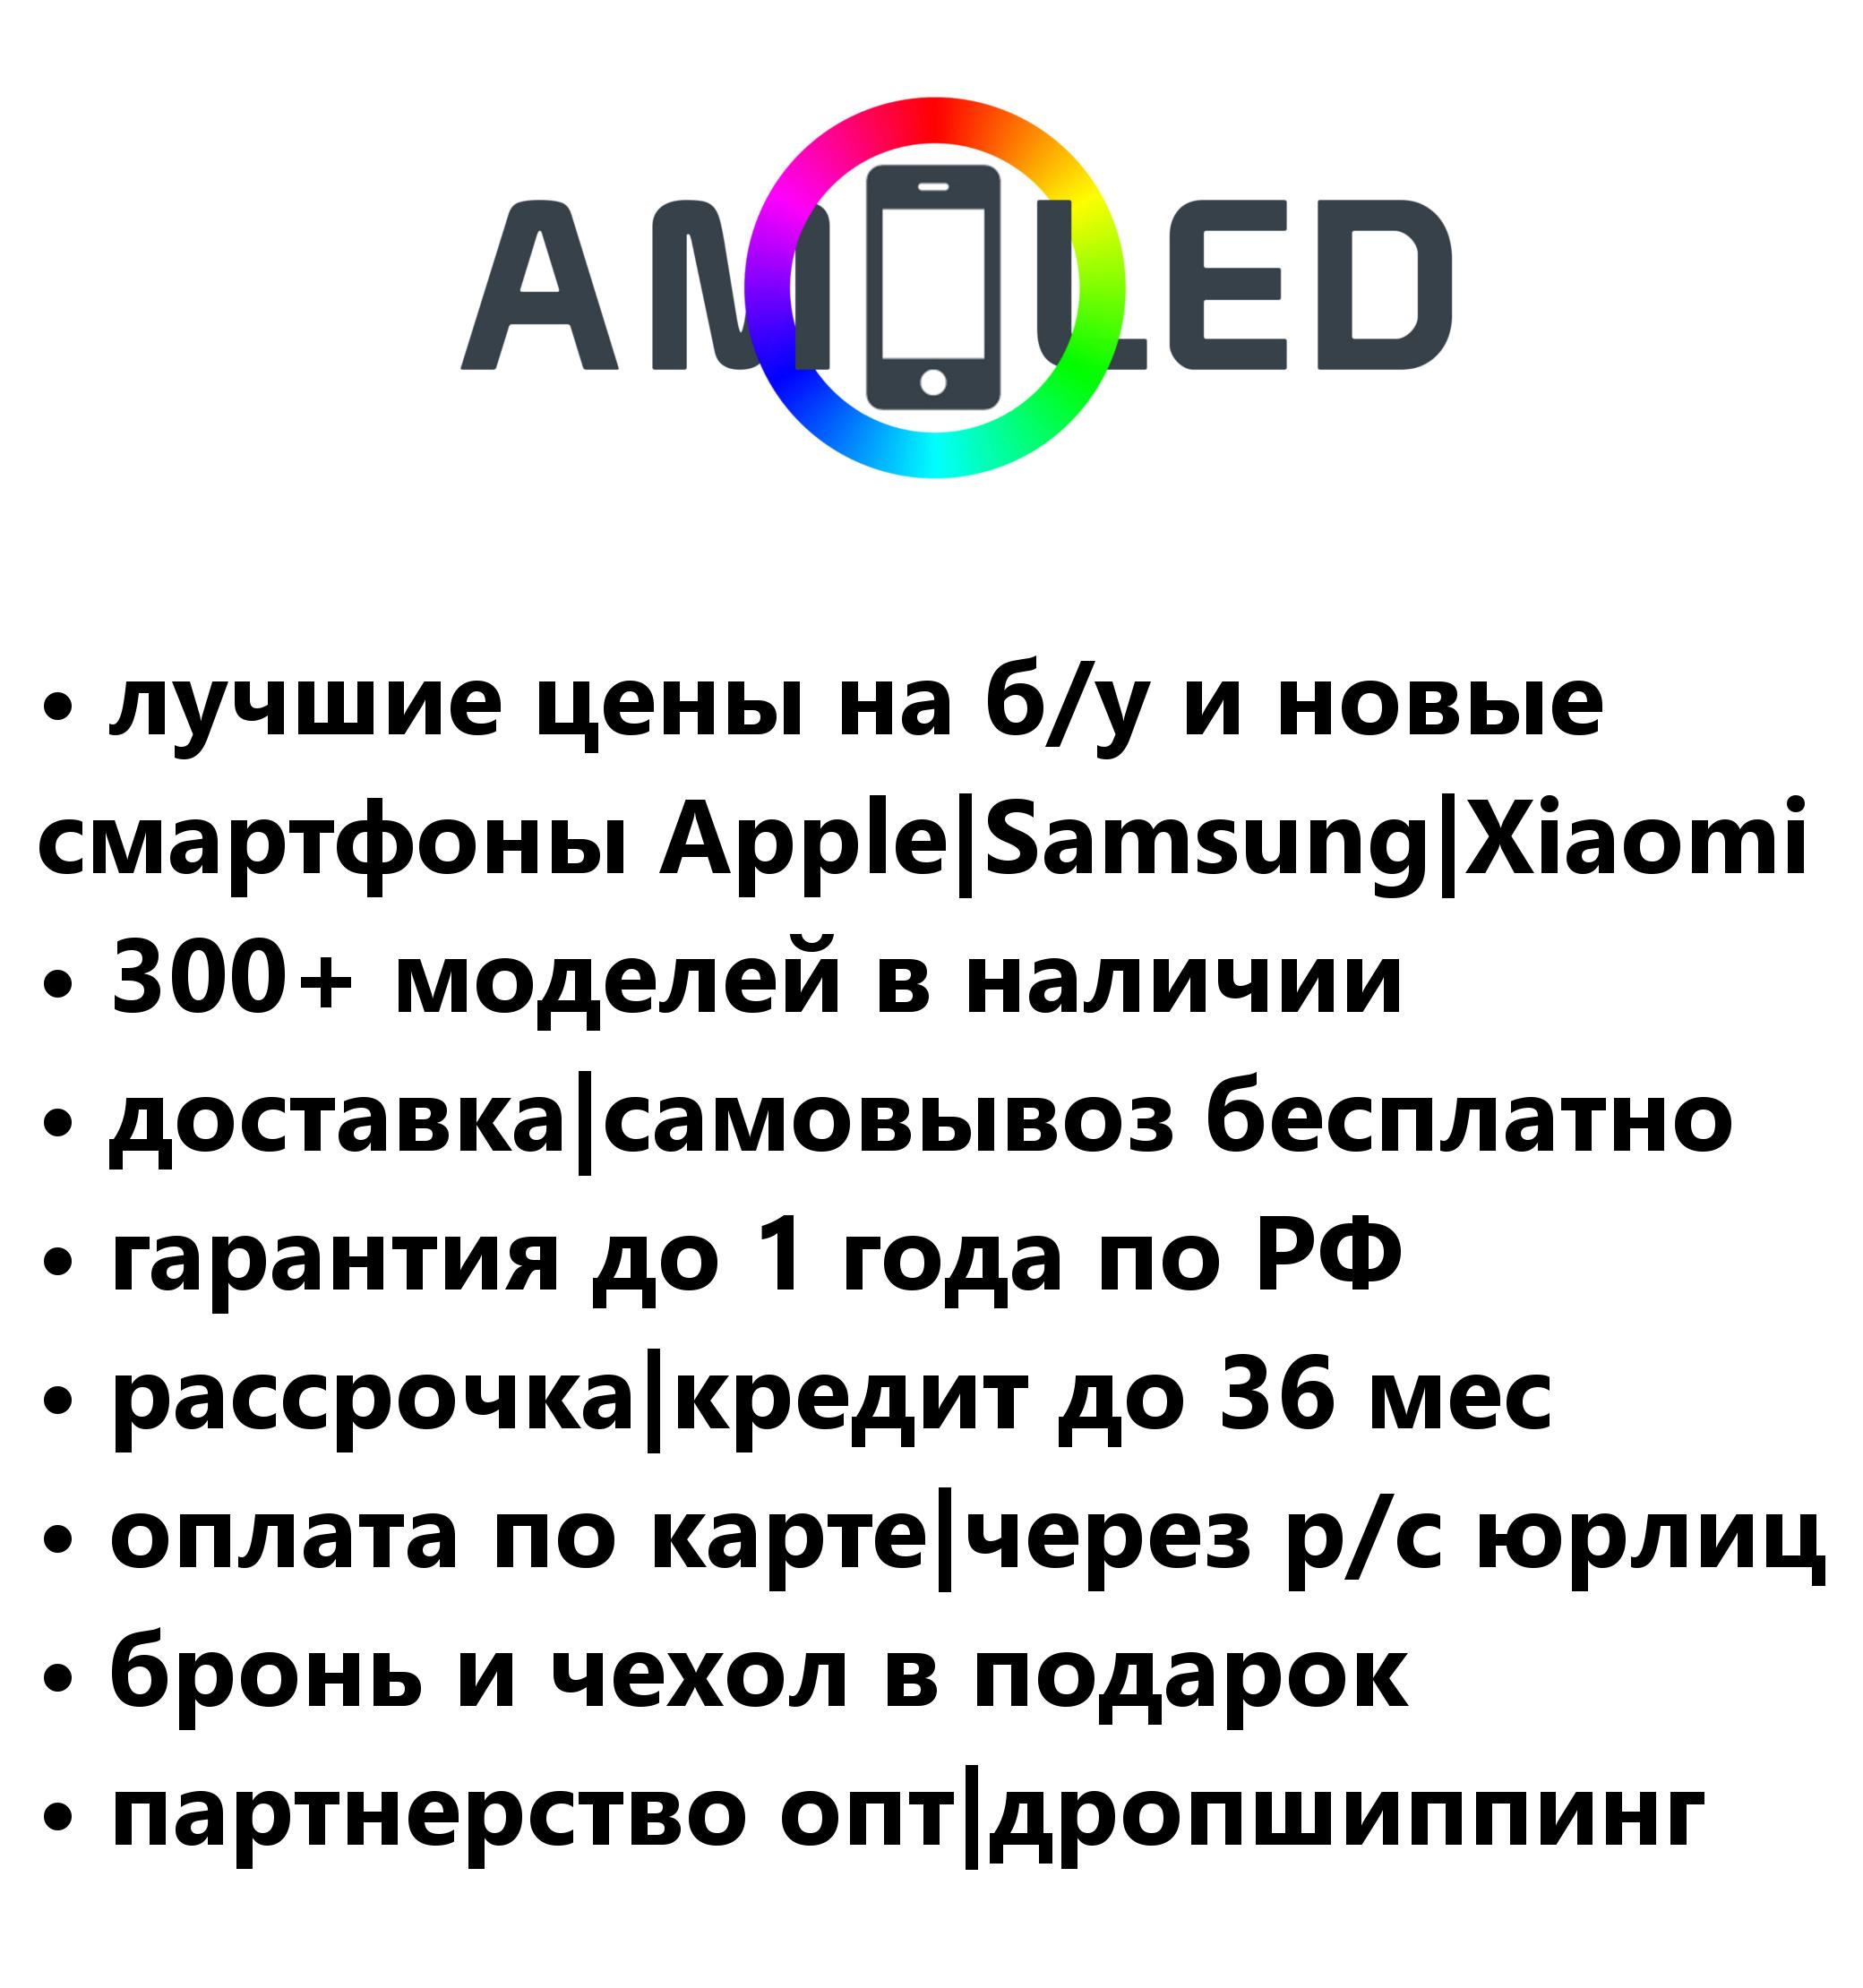 AMOLED
• лучшие цены на б/у и новые
смартфоны Apple|Samsung|Xiaomi
• 300+ моделей в наличии
• доставка|самовывоз бесплатно
• гарантия до 1 года по РФ
• рассрочка|кредит до 36 мес
• оплата по карте|через р/с юрлиц
• бронь и чехол в подарок
• партнерство опт|дропшиппинг